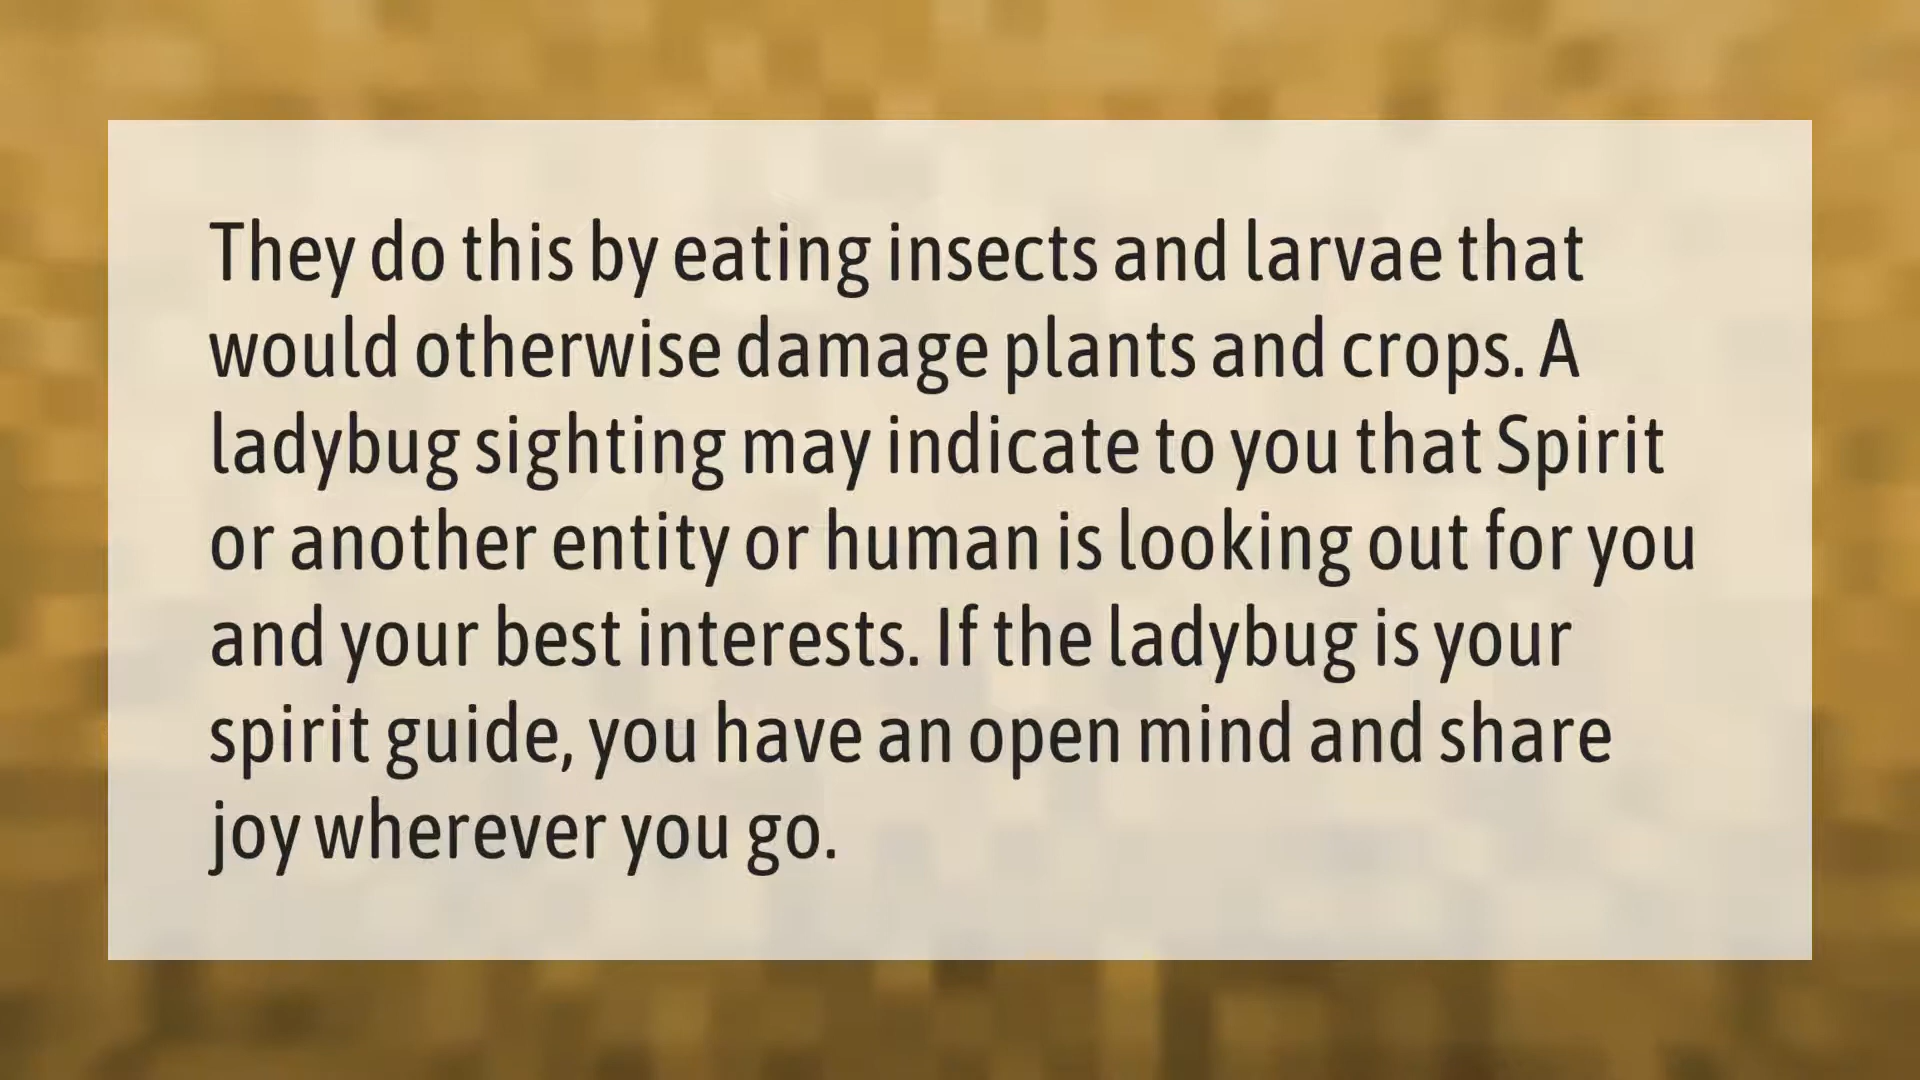 They do this by eating insects and larvae that
would otherwise damage plants and crops. A
ladybug sighting may indicate to you that Spirit
or another entity or human is looking out for you
and your best interests. If the ladybug is your
spirit guide, you have an open mind and share
joy wherever you go.